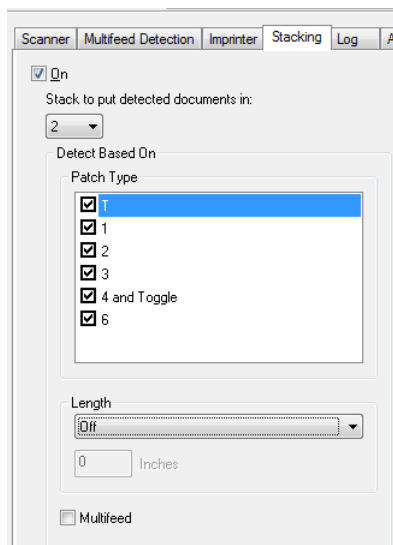 Scanner Multifeed Detection Imprinter Stacking Log A
On
Stack to put detected documents in:
2
Detect Based On
Patch Type
T
1
2
3
4 and Toggle
6
Length
Off
0 Inches
Multifeed